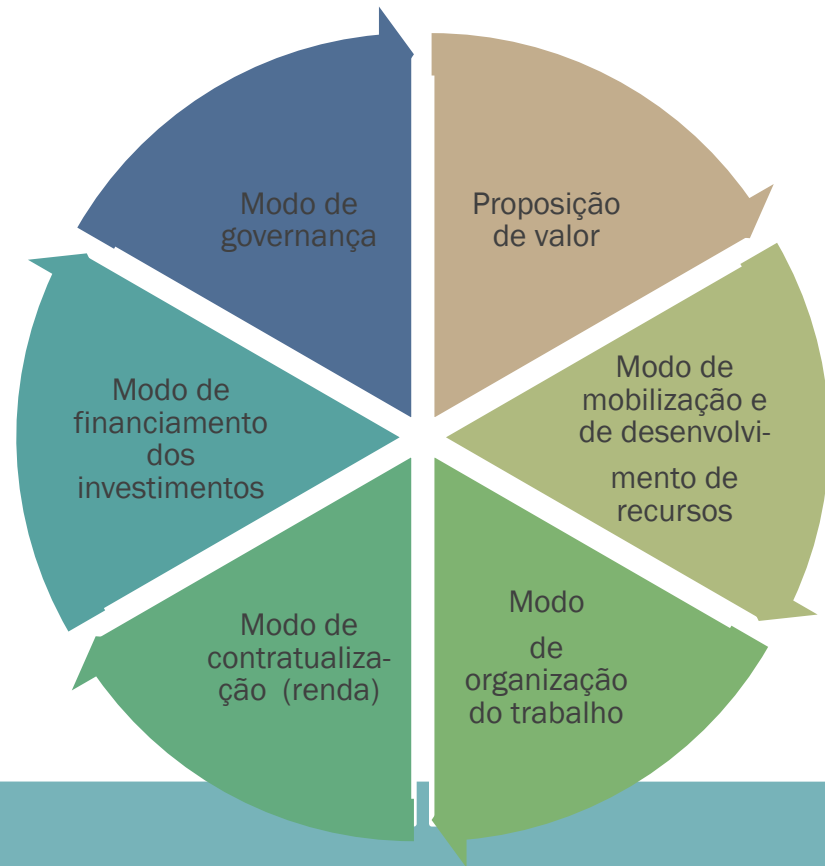 Proposição
de valor
Modo de
mobilização e
de desenvolvi-
mento de
recursos
Modo
de
organização
do trabalho
Modo de
contratualiza-
ção (renda)
Modo de
financiamento
dos
investimentos
Modo de
governança